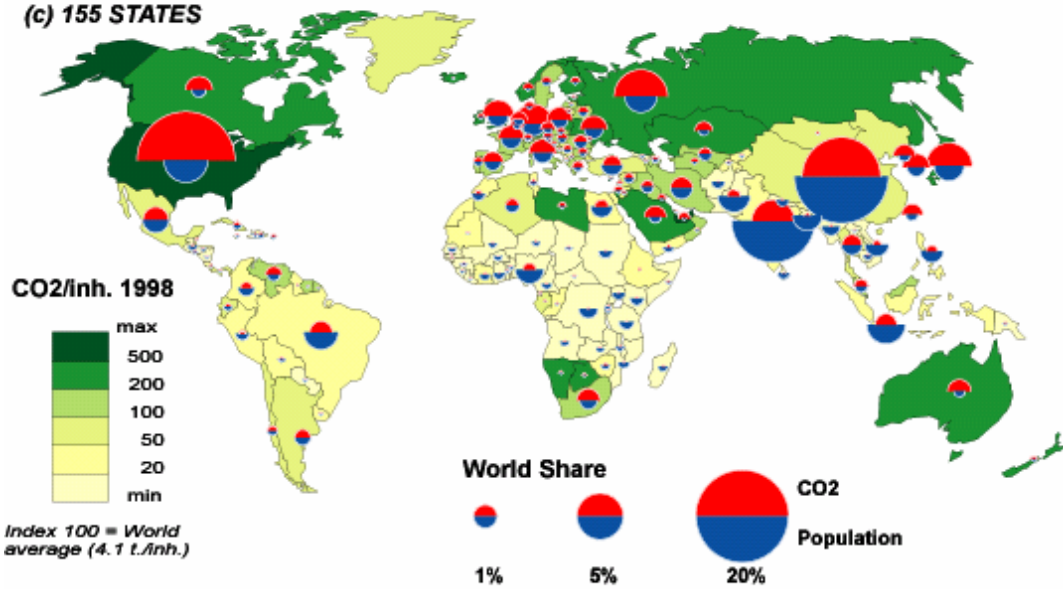 (c) 155 STATES
CO2/inh. 1998
max
500
200
100
50
20
min
Index 100 = World
average (4.1 t./inh.)
World Share
CO2
Population
1%
5%
20%